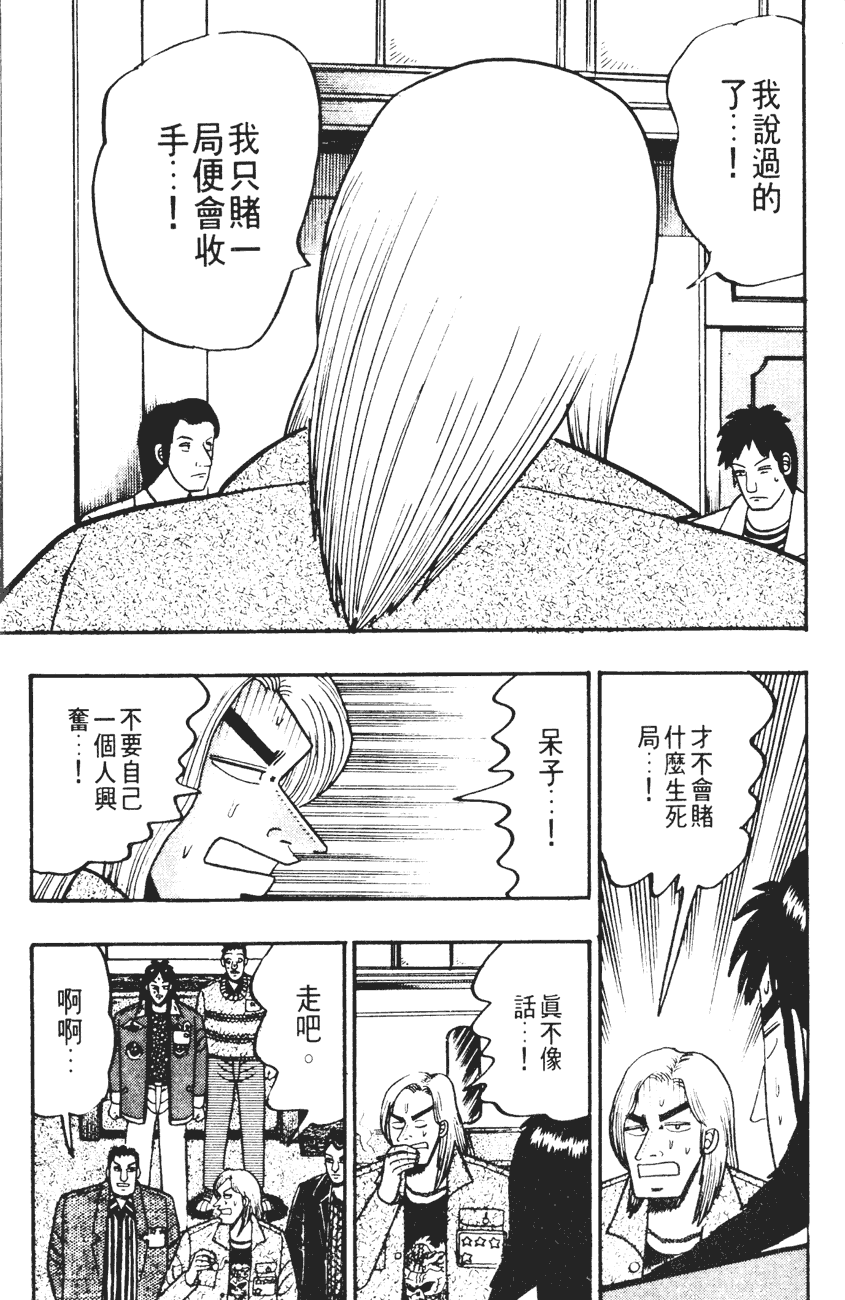 我說過的
了…！
我只賭一
局便會收
手…！
才不會賭
什麼生死
局…！
呆子…！
不要自己
一個人興
奮…！
眞不像
話…！
走吧。
啊啊…